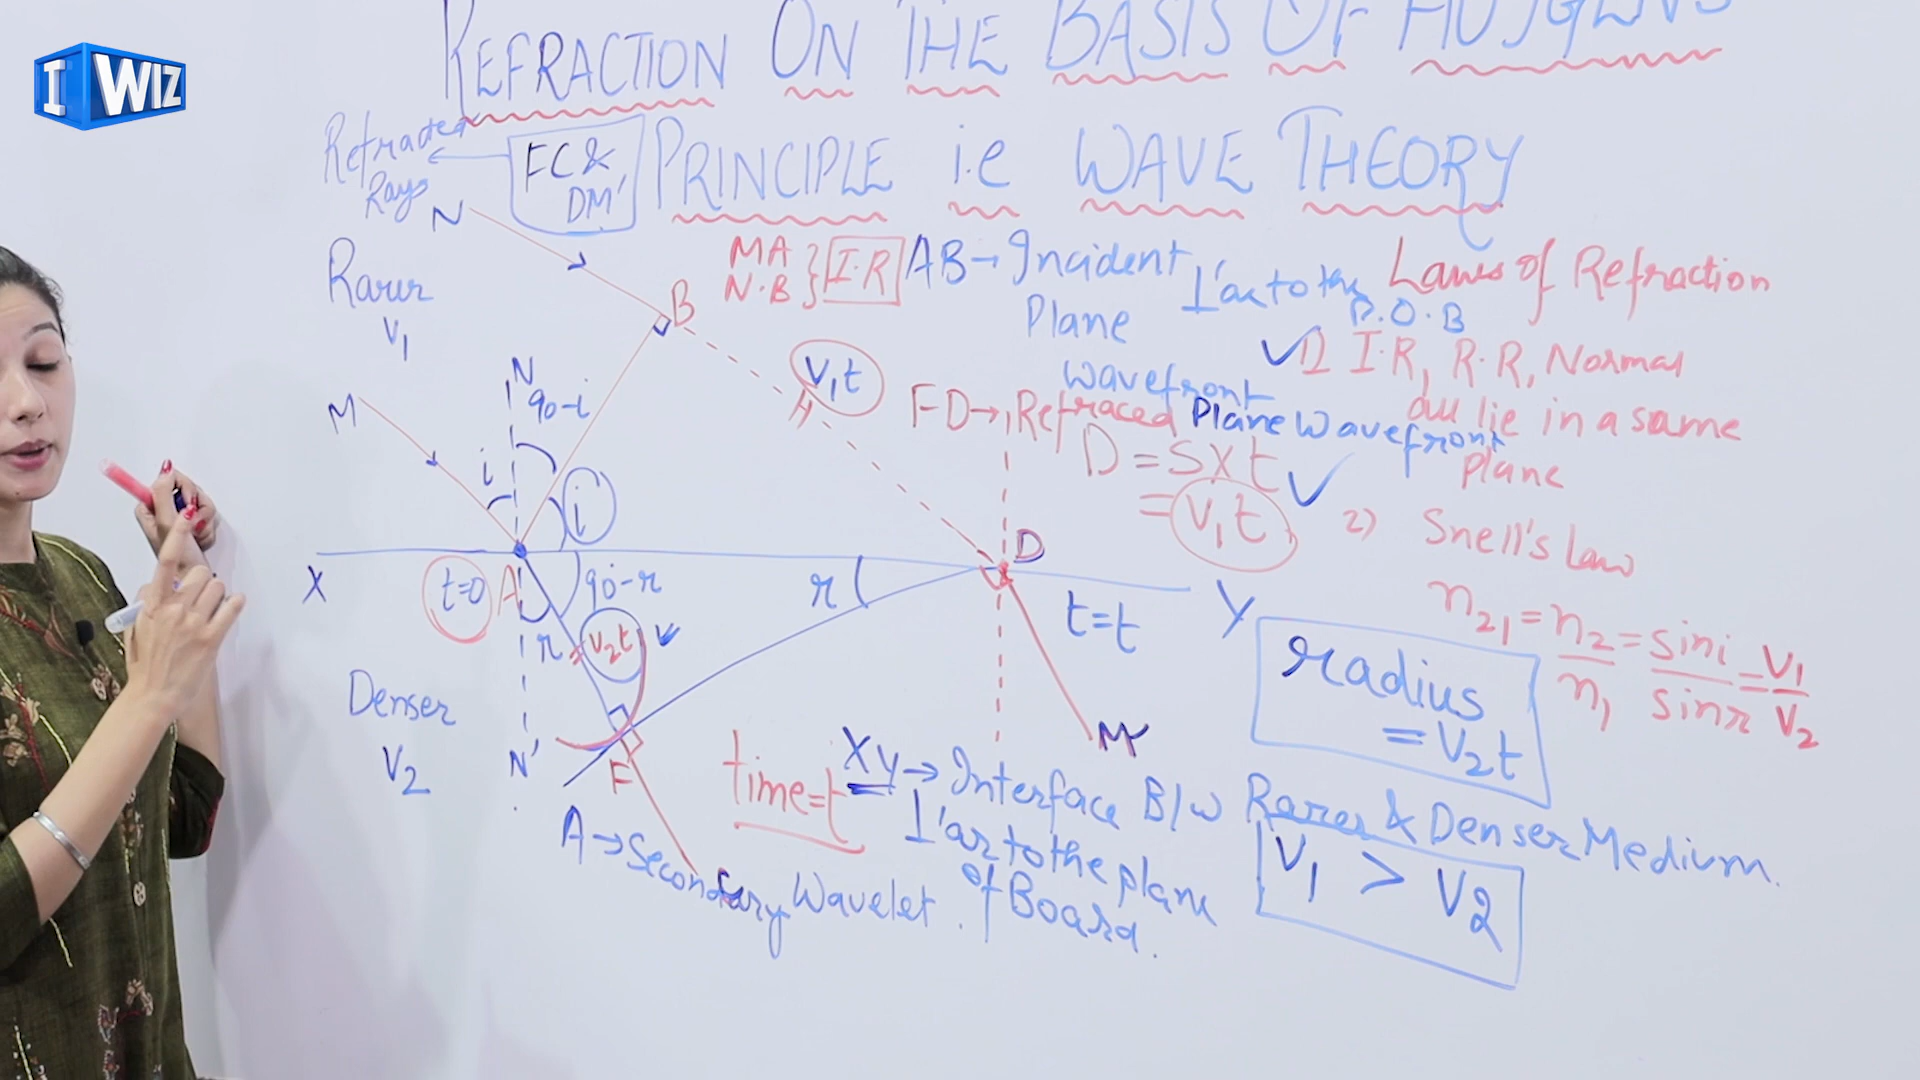 I WIZ
REFRACTION ON THE BASIS OF HUYGENS
PRINCIPLE i.e WAVE THEORY
Refracted
Rays
FC &
DM'
N
Rarer
V1
MA
N.B
I.R
AB→ Incident
Plane
Wavefront
⊥'ar to the
P.O.B
Laws of Refraction
1) I.R, R.R, Normal
all lie in a same
plane
FD→ Refraced Plane Wavefront
D = S x t
= V1t
2) Snell's Law
n21 = n2/n1 = sini/sinr = V1/V2
B
V1t
N
90-i
M
i
i
X
t=0
A
90-r
r
D
t=t
Y
r
V2t
Denser
V2
N'
F
M'
radius
= V2t
time=t
XY→ Interface B/w Rarer & Denser Medium.
⊥'ar to the plane
of Board.
A→ Secondary Wavelet.
V1 > V2